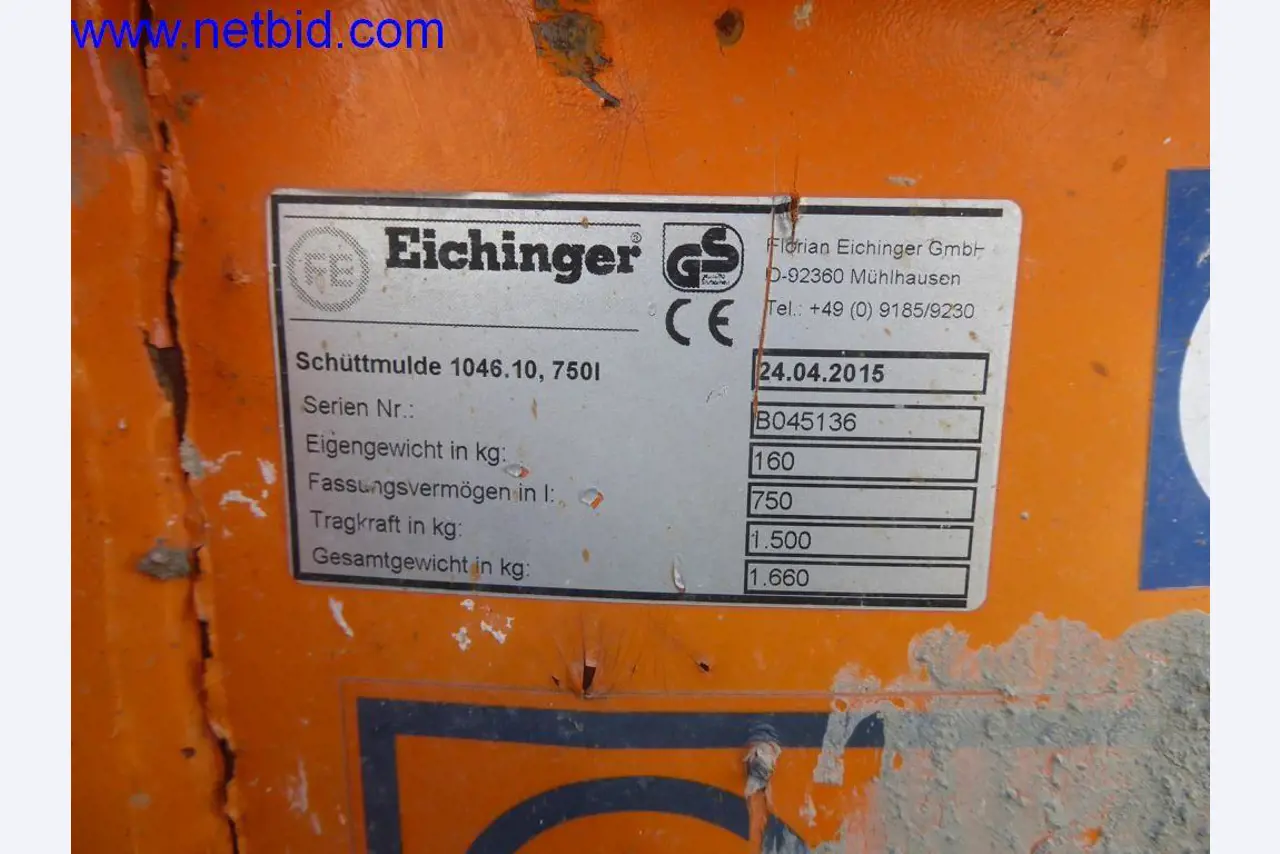 www.netbid.com
FE Eichinger® GS
CE
Florian Eichinger GmbH
D-92360 Mühlhausen
Tel.: +49 (0) 9185/9230
Schüttmulde 1046.10, 750l 24.04.2015
Serien Nr.: B045136
Eigengewicht in kg: 160
Fassungsvermögen in l: 750
Tragkraft in kg: 1.500
Gesamtgewicht in kg: 1.660